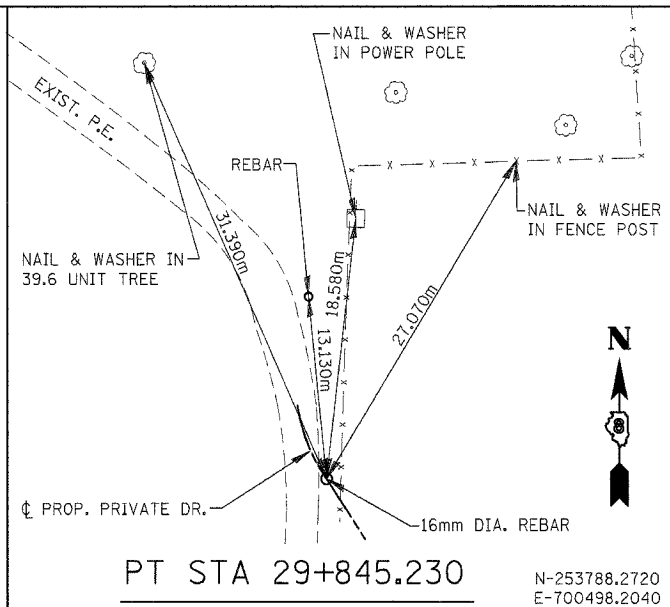 NAIL & WASHER
IN POWER POLE
EXIST. P.E.
REBAR
NAIL & WASHER
IN FENCE POST
NAIL & WASHER IN
39.6 UNIT TREE
31.390m
18.580m
13.130m
27.070m
N
8
℄ PROP. PRIVATE DR.
16mm DIA. REBAR
PT STA 29+845.230
N-253788.2720
E-700498.2040